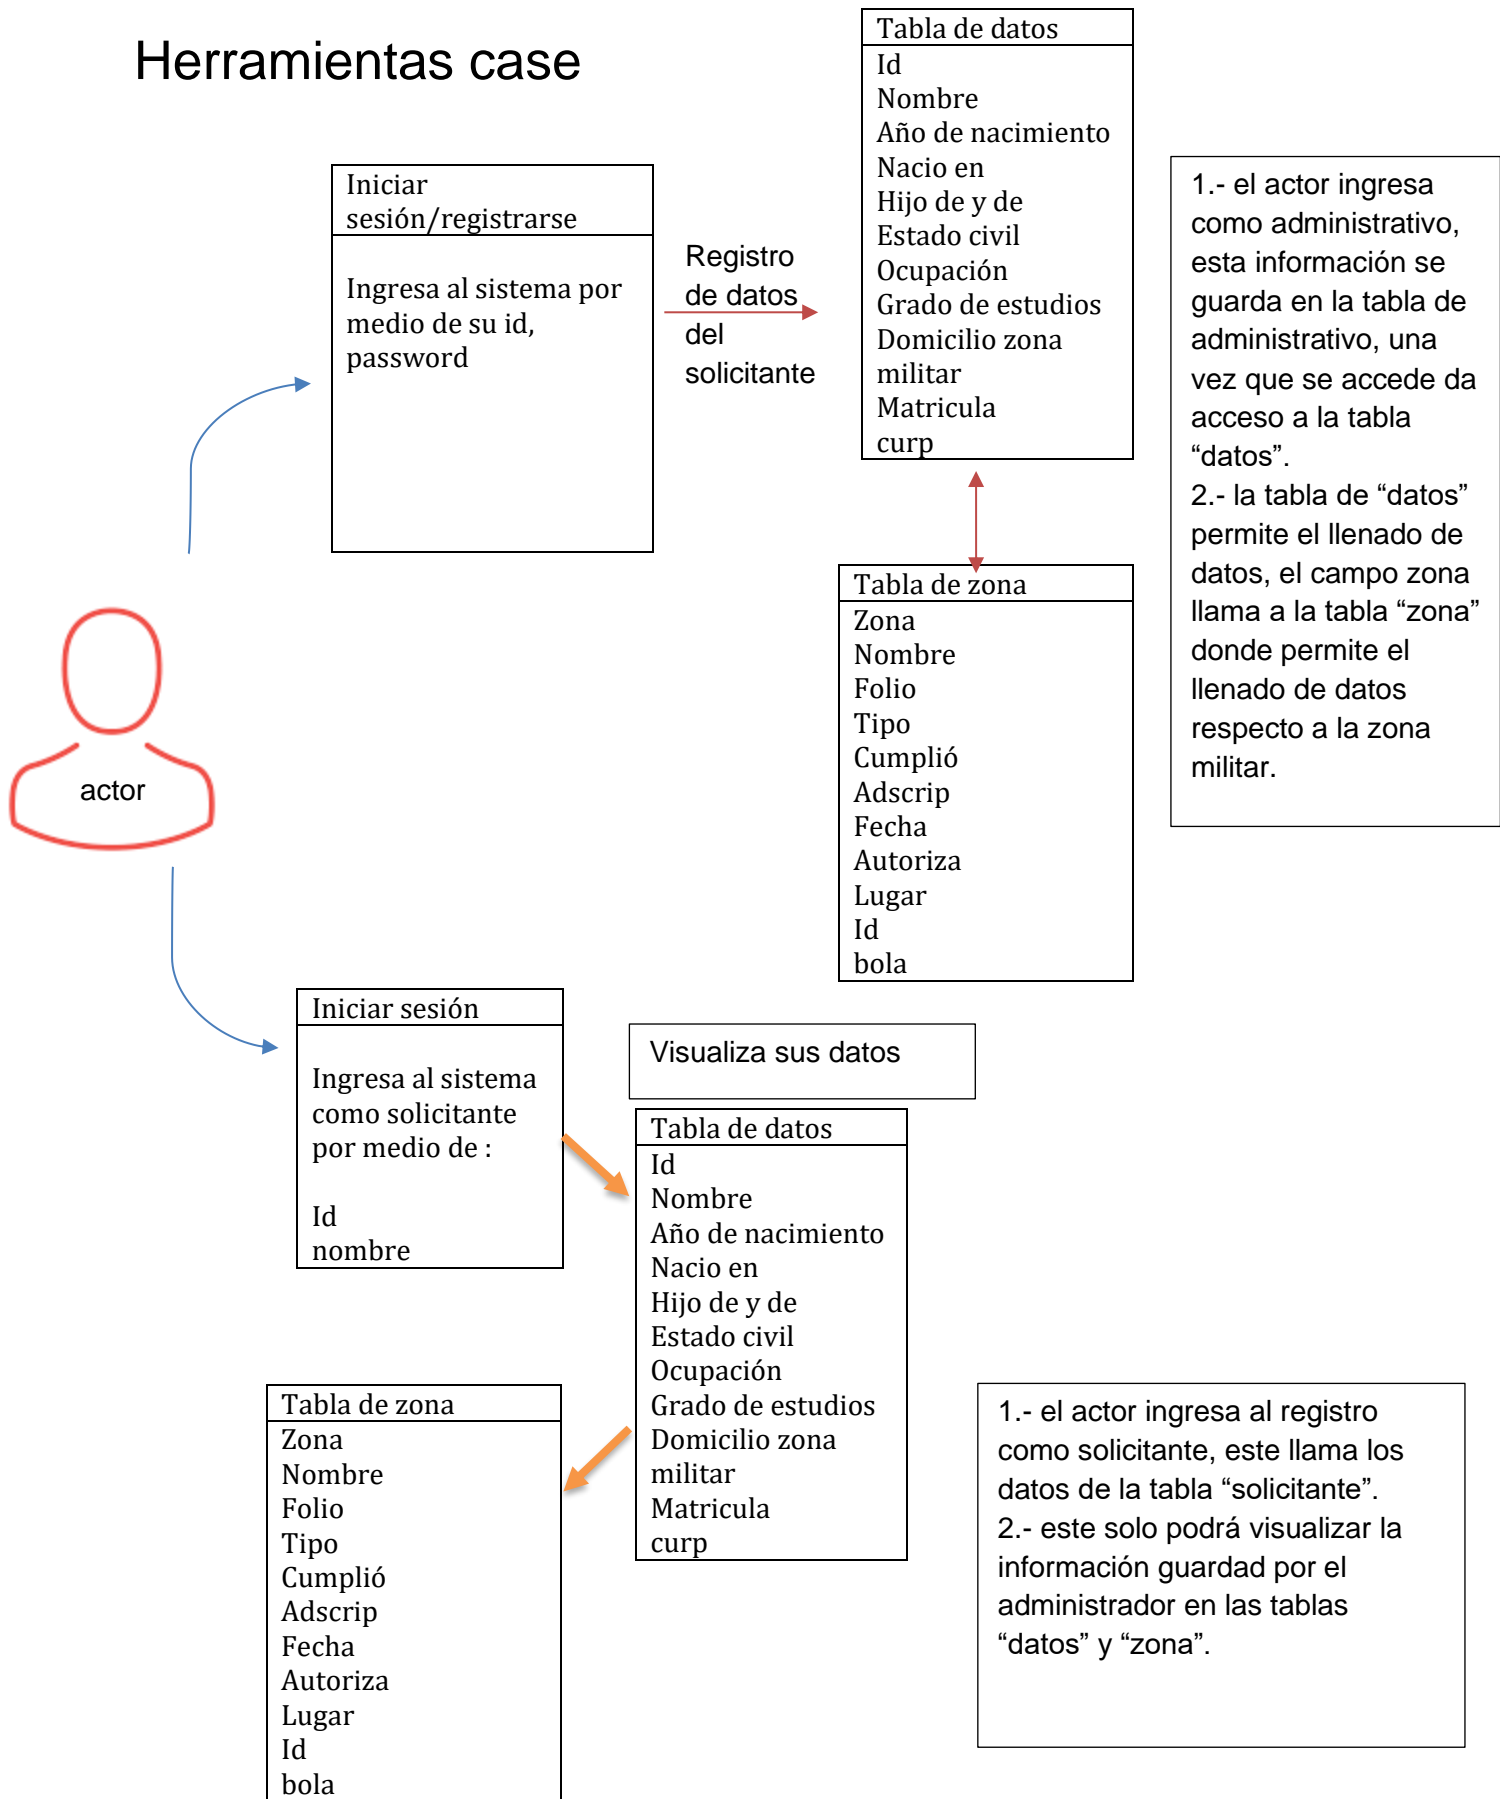 Herramientas case
Iniciar
sesión/registrarse
Ingresa al sistema por
medio de su id,
password
Registro
de datos
del
solicitante
Tabla de datos
Id
Nombre
Año de nacimiento
Nacio en
Hijo de y de
Estado civil
Ocupación
Grado de estudios
Domicilio zona
militar
Matricula
curp
1.- el actor ingresa
como administrativo,
esta información se
guarda en la tabla de
administrativo, una
vez que se accede da
acceso a la tabla
“datos”.
2.- la tabla de “datos”
permite el llenado de
datos, el campo zona
llama a la tabla “zona”
donde permite el
llenado de datos
respecto a la zona
militar.
Tabla de zona
Zona
Nombre
Folio
Tipo
Cumplió
Adscrip
Fecha
Autoriza
Lugar
Id
bola
actor
Iniciar sesión
Ingresa al sistema
como solicitante
por medio de :
Id
nombre
Visualiza sus datos
Tabla de datos
Id
Nombre
Año de nacimiento
Nacio en
Hijo de y de
Estado civil
Ocupación
Grado de estudios
Domicilio zona
militar
Matricula
curp
Tabla de zona
Zona
Nombre
Folio
Tipo
Cumplió
Adscrip
Fecha
Autoriza
Lugar
Id
bola
1.- el actor ingresa al registro
como solicitante, este llama los
datos de la tabla “solicitante”.
2.- este solo podrá visualizar la
información guardad por el
administrador en las tablas
“datos” y “zona”.